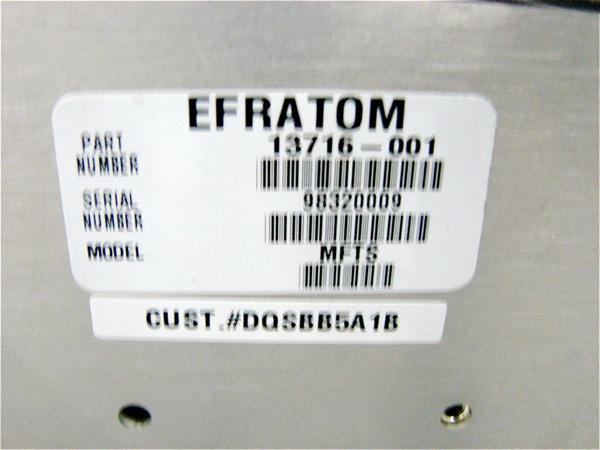 EFRATOM
PART NUMBER 13716-001
SERIAL NUMBER 98320009
MODEL MFTS
CUST.#DQSBB5A1B